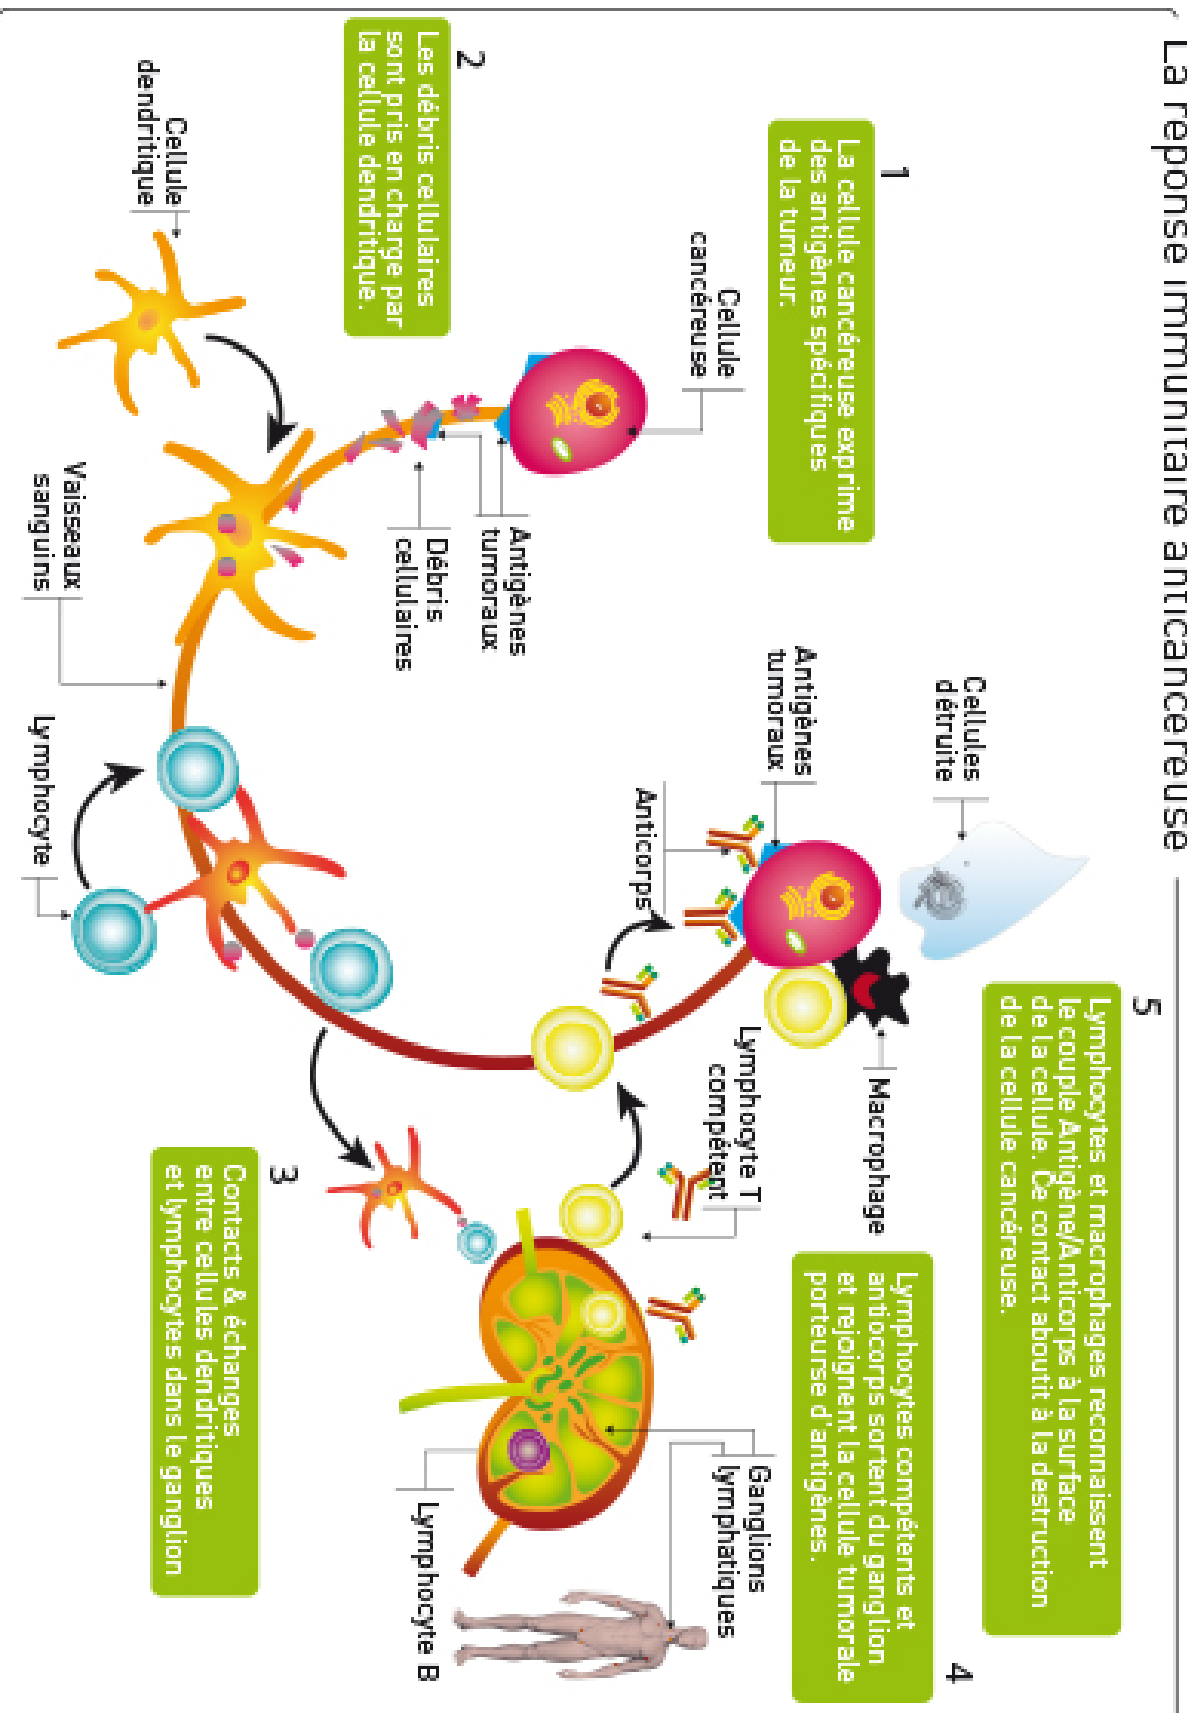 La réponse immunitaire anticancéreuse
1
La cellule cancéreuse exprime
des antigènes spécifiques
de la tumeur.
Cellule
cancéreuse
2
Les débris cellulaires
sont pris en charge par
la cellule dendritique.
Cellule
dendritique
Antigènes
tumoraux
Débris
cellulaires
Vaisseaux
sanguins
Lymphocyte
3
Contacts & échanges
entre cellules dendritiques
et lymphocytes dans le ganglion
Lymphocyte T
compétent
Ganglions
lymphatiques
Lymphocyte B
4
Lymphocytes compétents et
antiocorps sortent du ganglion
et rejoignent la cellule tumorale
porteurse d'antigènes.
5
Lymphocytes et macrophages reconnaissent
le couple Antigène/Anticorps à la surface
de la cellule. Ce contact aboutit à la destruction
de la cellule cancéreuse.
Cellules
détruite
Antigènes
tumoraux
Anticorps
Macrophage